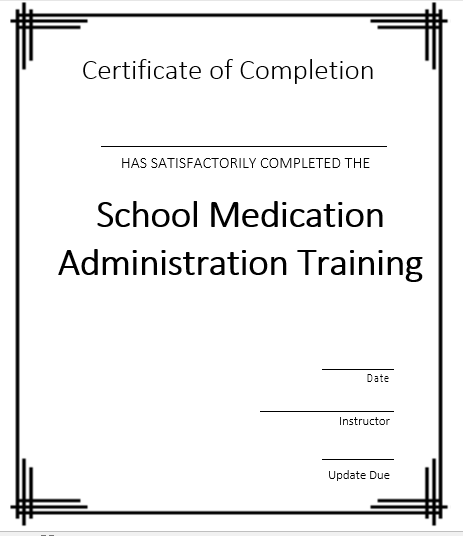 Certificate of Completion
HAS SATISFACTORILY COMPLETED THE
School Medication
Administration Training
Date
Instructor
Update Due